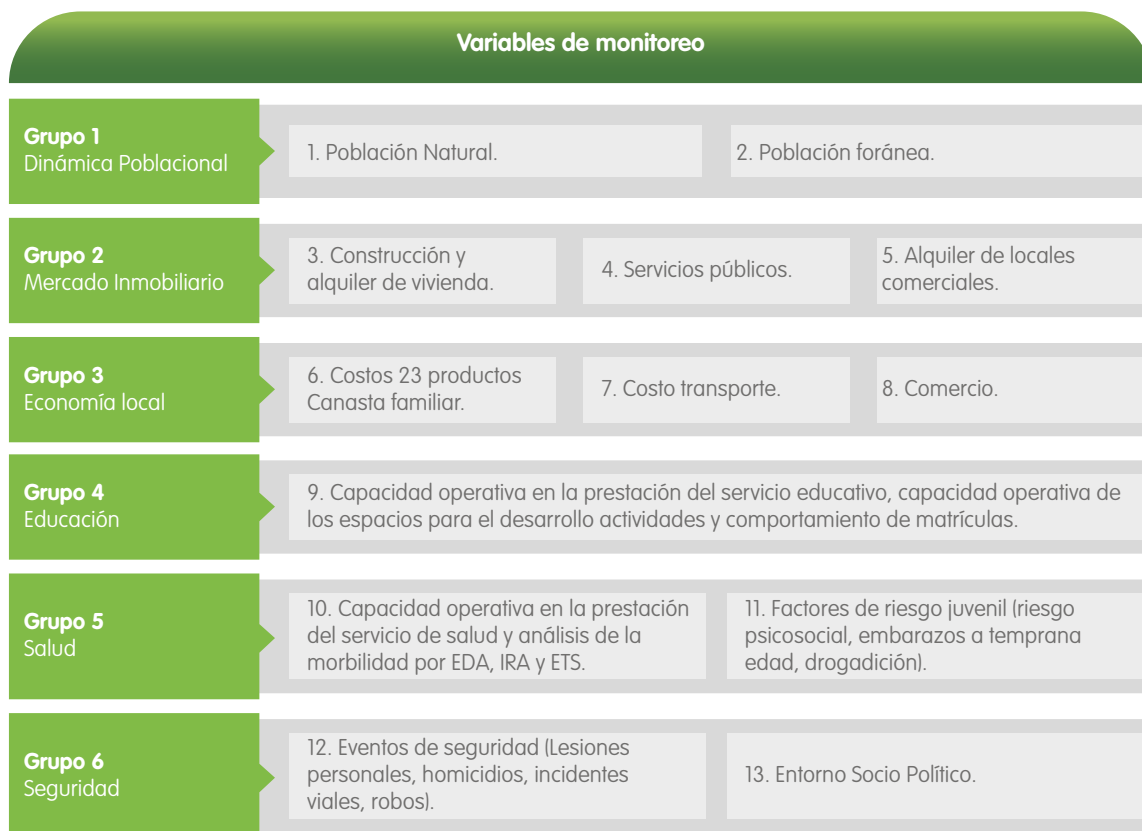 Variables de monitoreo
Grupo 1
Dinámica Poblacional
1. Población Natural.
2. Población foránea.
Grupo 2
Mercado Inmobiliario
3. Construcción y
alquiler de vivienda.
4. Servicios públicos.
5. Alquiler de locales
comerciales.
Grupo 3
Economía local
6. Costos 23 productos
Canasta familiar.
7. Costo transporte.
8. Comercio.
Grupo 4
Educación
9. Capacidad operativa en la prestación del servicio educativo, capacidad operativa de
los espacios para el desarrollo actividades y comportamiento de matrículas.
Grupo 5
Salud
10. Capacidad operativa en la prestación
del servicio de salud y análisis de la
morbilidad por EDA, IRA y ETS.
11. Factores de riesgo juvenil (riesgo
psicosocial, embarazos a temprana
edad, drogadición).
Grupo 6
Seguridad
12. Eventos de seguridad (Lesiones
personales, homicidios, incidentes
viales, robos).
13. Entorno Socio Político.